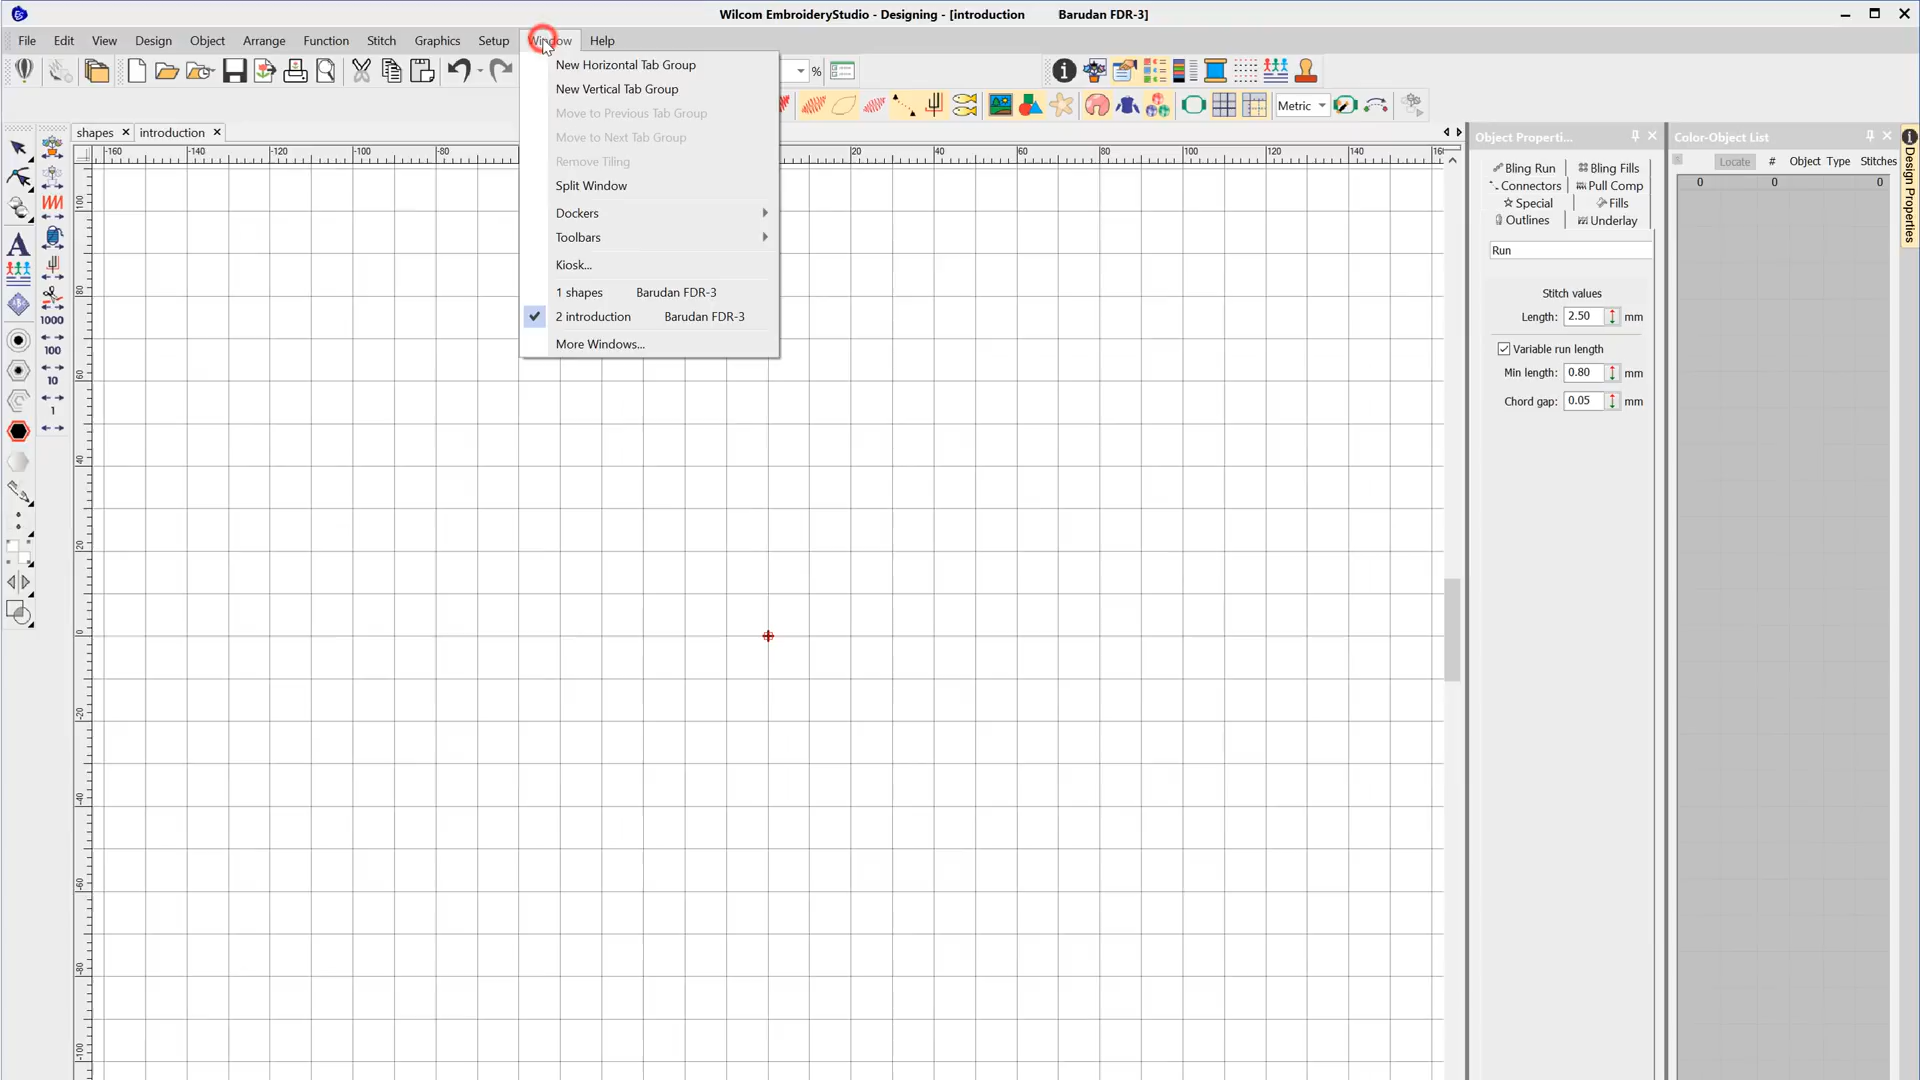 Wilcom EmbroideryStudio - Designing - [introduction Barudan FDR-3]
File Edit View Design Object Arrange Function Stitch Graphics Setup Window Help
New Horizontal Tab Group
New Vertical Tab Group
Move to Previous Tab Group
Move to Next Tab Group
Remove Tiling
Split Window
Dockers
Toolbars
Kiosk...
1 shapes Barudan FDR-3
2 introduction Barudan FDR-3
More Windows...
%
Metric
shapes introduction
-160 -140 -120 -100 -80 20 40 60 80 100 120 140
100
80
60
40
20
0
-20
-40
-60
-80
-100
1000
100
10
1
Object Properti...
Bling Run Bling Fills
Connectors Pull Comp
Special Fills
Outlines Underlay
Run
Stitch values
Length: 2.50 mm
Variable run length
Min length: 0.80 mm
Chord gap: 0.05 mm
Color-Object List
Locate # Object Type Stitches
0 0 0
Design Properties